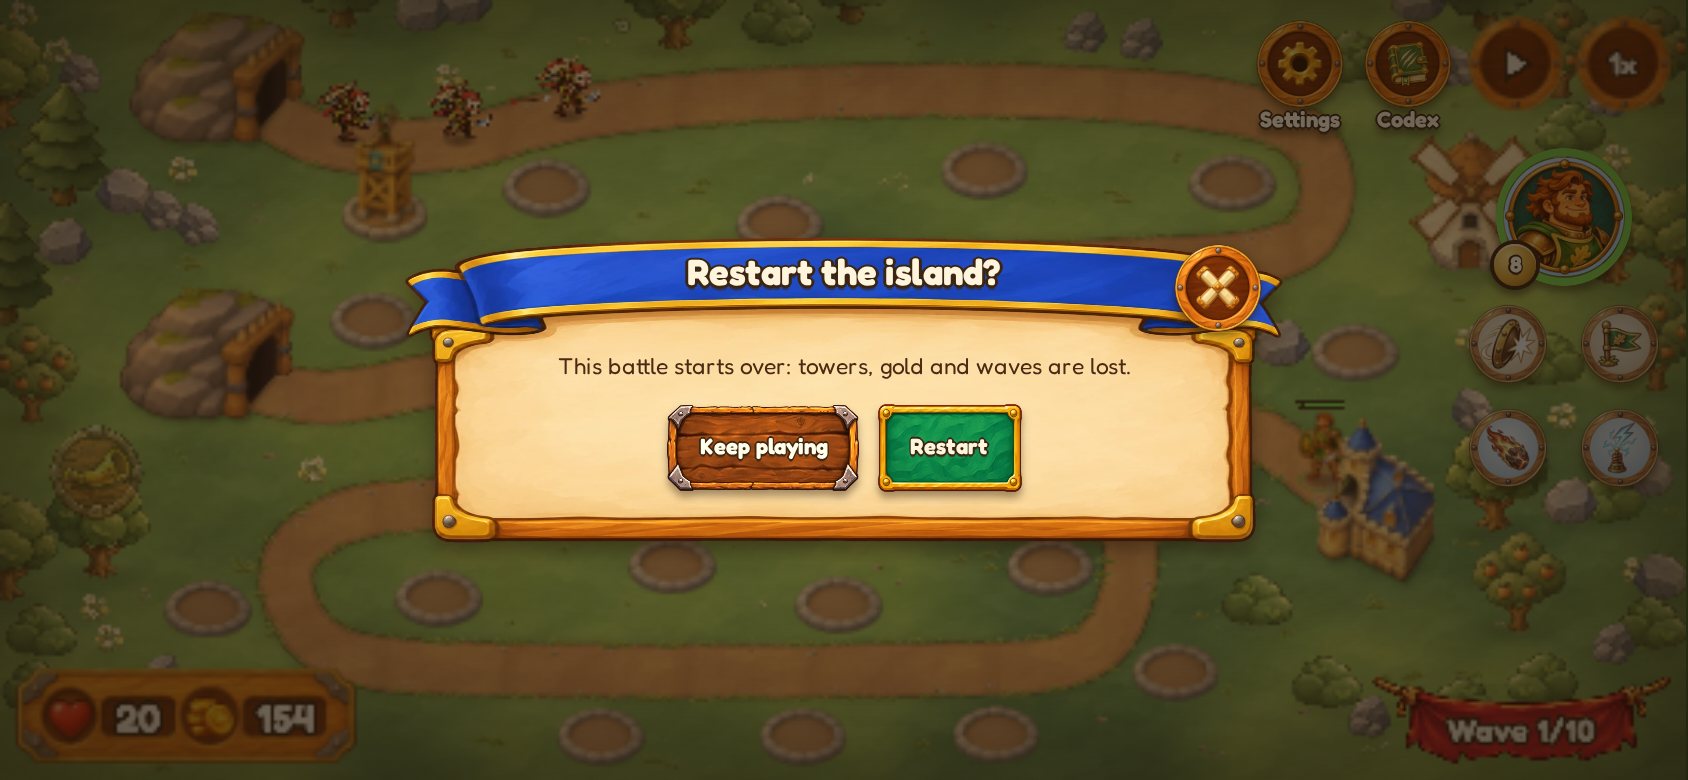 Settings
Codex
1x
8
Restart the island?
This battle starts over: towers, gold and waves are lost.
Keep playing
Restart
20
154
Wave 1/10